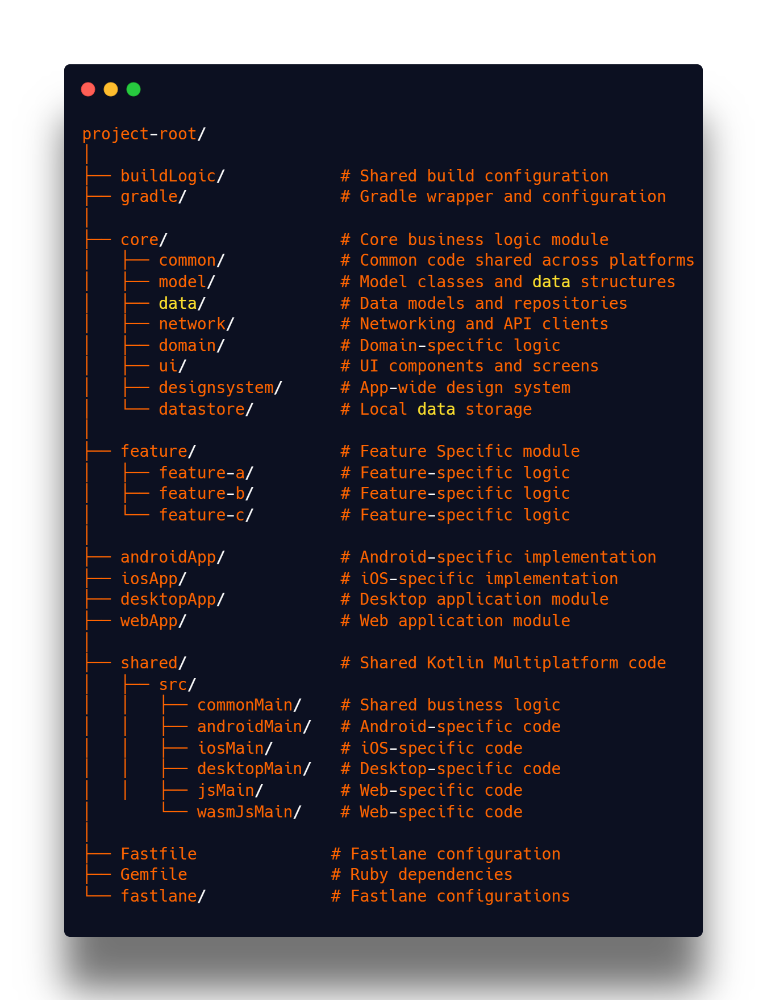 project-root/
│
├── buildLogic/            # Shared build configuration
├── gradle/                # Gradle wrapper and configuration
│
├── core/                  # Core business logic module
│   ├── common/            # Common code shared across platforms
│   ├── model/             # Model classes and data structures
│   ├── data/              # Data models and repositories
│   ├── network/           # Networking and API clients
│   ├── domain/            # Domain-specific logic
│   ├── ui/                # UI components and screens
│   ├── designsystem/      # App-wide design system
│   └── datastore/         # Local data storage
│
├── feature/               # Feature Specific module
│   ├── feature-a/         # Feature-specific logic
│   ├── feature-b/         # Feature-specific logic
│   └── feature-c/         # Feature-specific logic
│
├── androidApp/            # Android-specific implementation
├── iosApp/                # iOS-specific implementation
├── desktopApp/            # Desktop application module
├── webApp/                # Web application module
│
├── shared/                # Shared Kotlin Multiplatform code
│   ├── src/
│   │   ├── commonMain/    # Shared business logic
│   │   ├── androidMain/   # Android-specific code
│   │   ├── iosMain/       # iOS-specific code
│   │   ├── desktopMain/   # Desktop-specific code
│   │   ├── jsMain/        # Web-specific code
│       └── wasmJsMain/    # Web-specific code
│
├── Fastfile              # Fastlane configuration
├── Gemfile               # Ruby dependencies
└── fastlane/             # Fastlane configurations